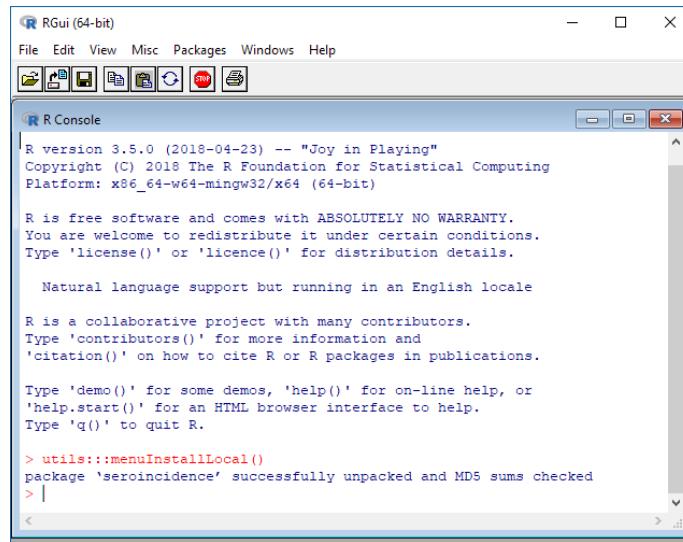 RGui (64-bit)
File Edit View Misc Packages Windows Help
STOP
R Console
R version 3.5.0 (2018-04-23) -- "Joy in Playing"
Copyright (C) 2018 The R Foundation for Statistical Computing
Platform: x86_64-w64-mingw32/x64 (64-bit)
R is free software and comes with ABSOLUTELY NO WARRANTY.
You are welcome to redistribute it under certain conditions.
Type 'license()' or 'licence()' for distribution details.
Natural language support but running in an English locale
R is a collaborative project with many contributors.
Type 'contributors()' for more information and
'citation()' on how to cite R or R packages in publications.
Type 'demo()' for some demos, 'help()' for on-line help, or
'help.start()' for an HTML browser interface to help.
Type 'q()' to quit R.
> utils:::menuInstallLocal()
package ‘seroincidence’ successfully unpacked and MD5 sums checked
>